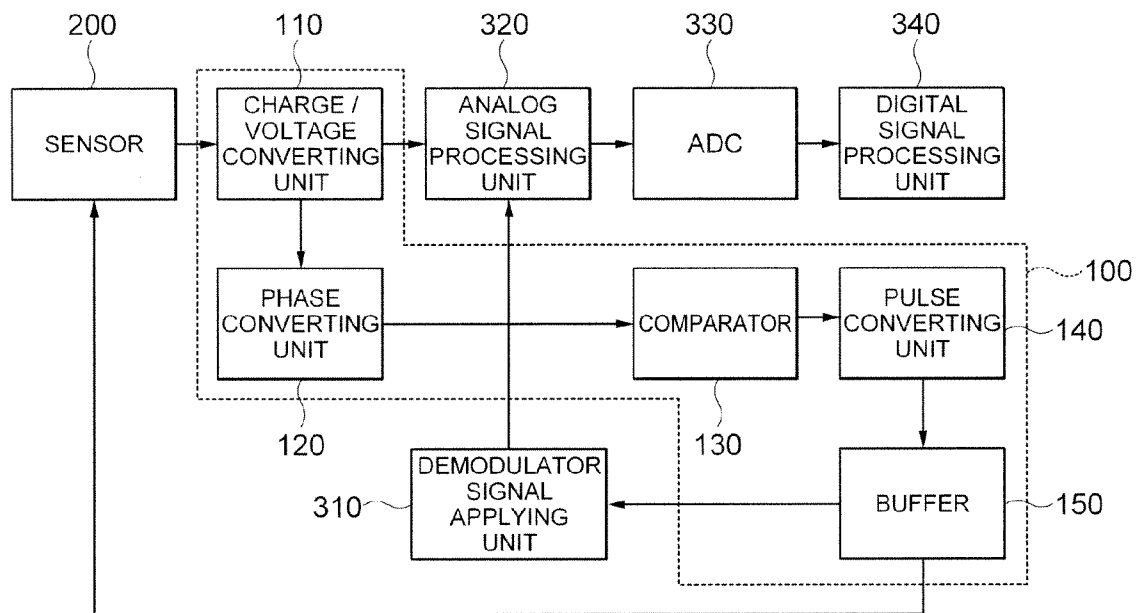 200
110
320
330
340
SENSOR
CHARGE /
VOLTAGE
CONVERTING
UNIT
ANALOG
SIGNAL
PROCESSING
UNIT
ADC
DIGITAL
SIGNAL
PROCESSING
UNIT
100
PHASE
CONVERTING
UNIT
COMPARATOR
PULSE
CONVERTING
UNIT
140
120
130
310
DEMODULATOR
SIGNAL
APPLYING
UNIT
BUFFER
150